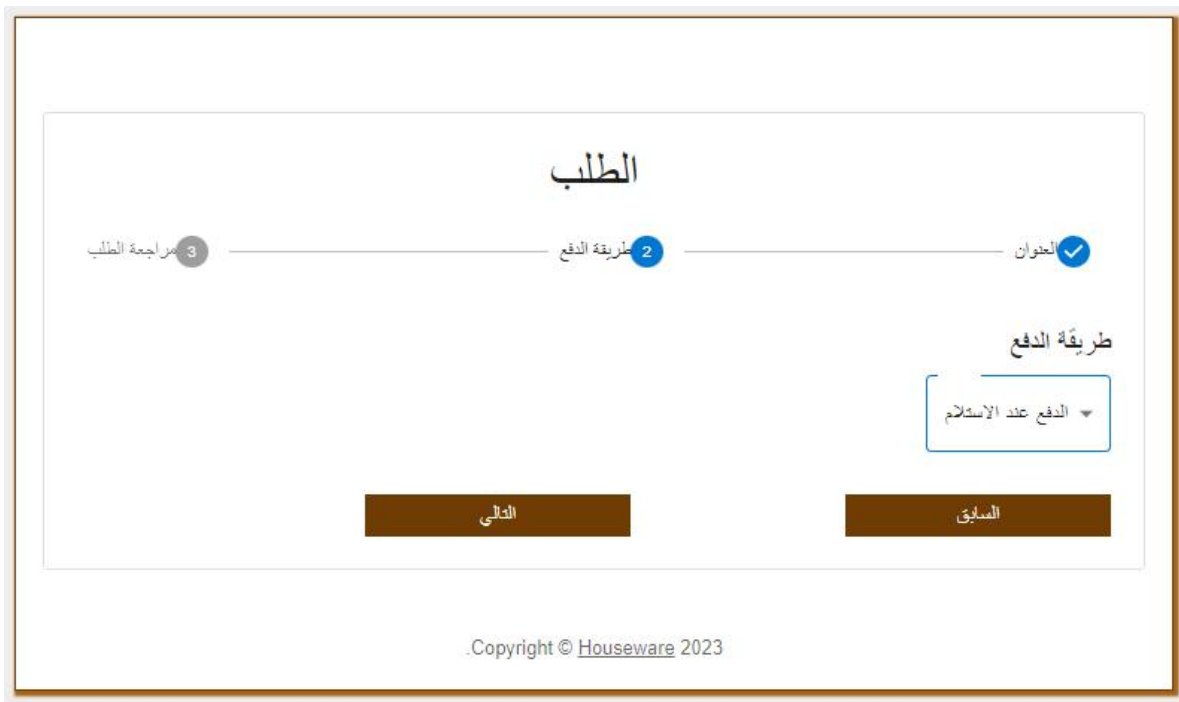 الطلب
العنوان 2 طريقة الدفع 3 مراجعة الطلب
طريقة الدفع
الدفع عند الاستلام
السابق التالي
Copyright © Houseware 2023.